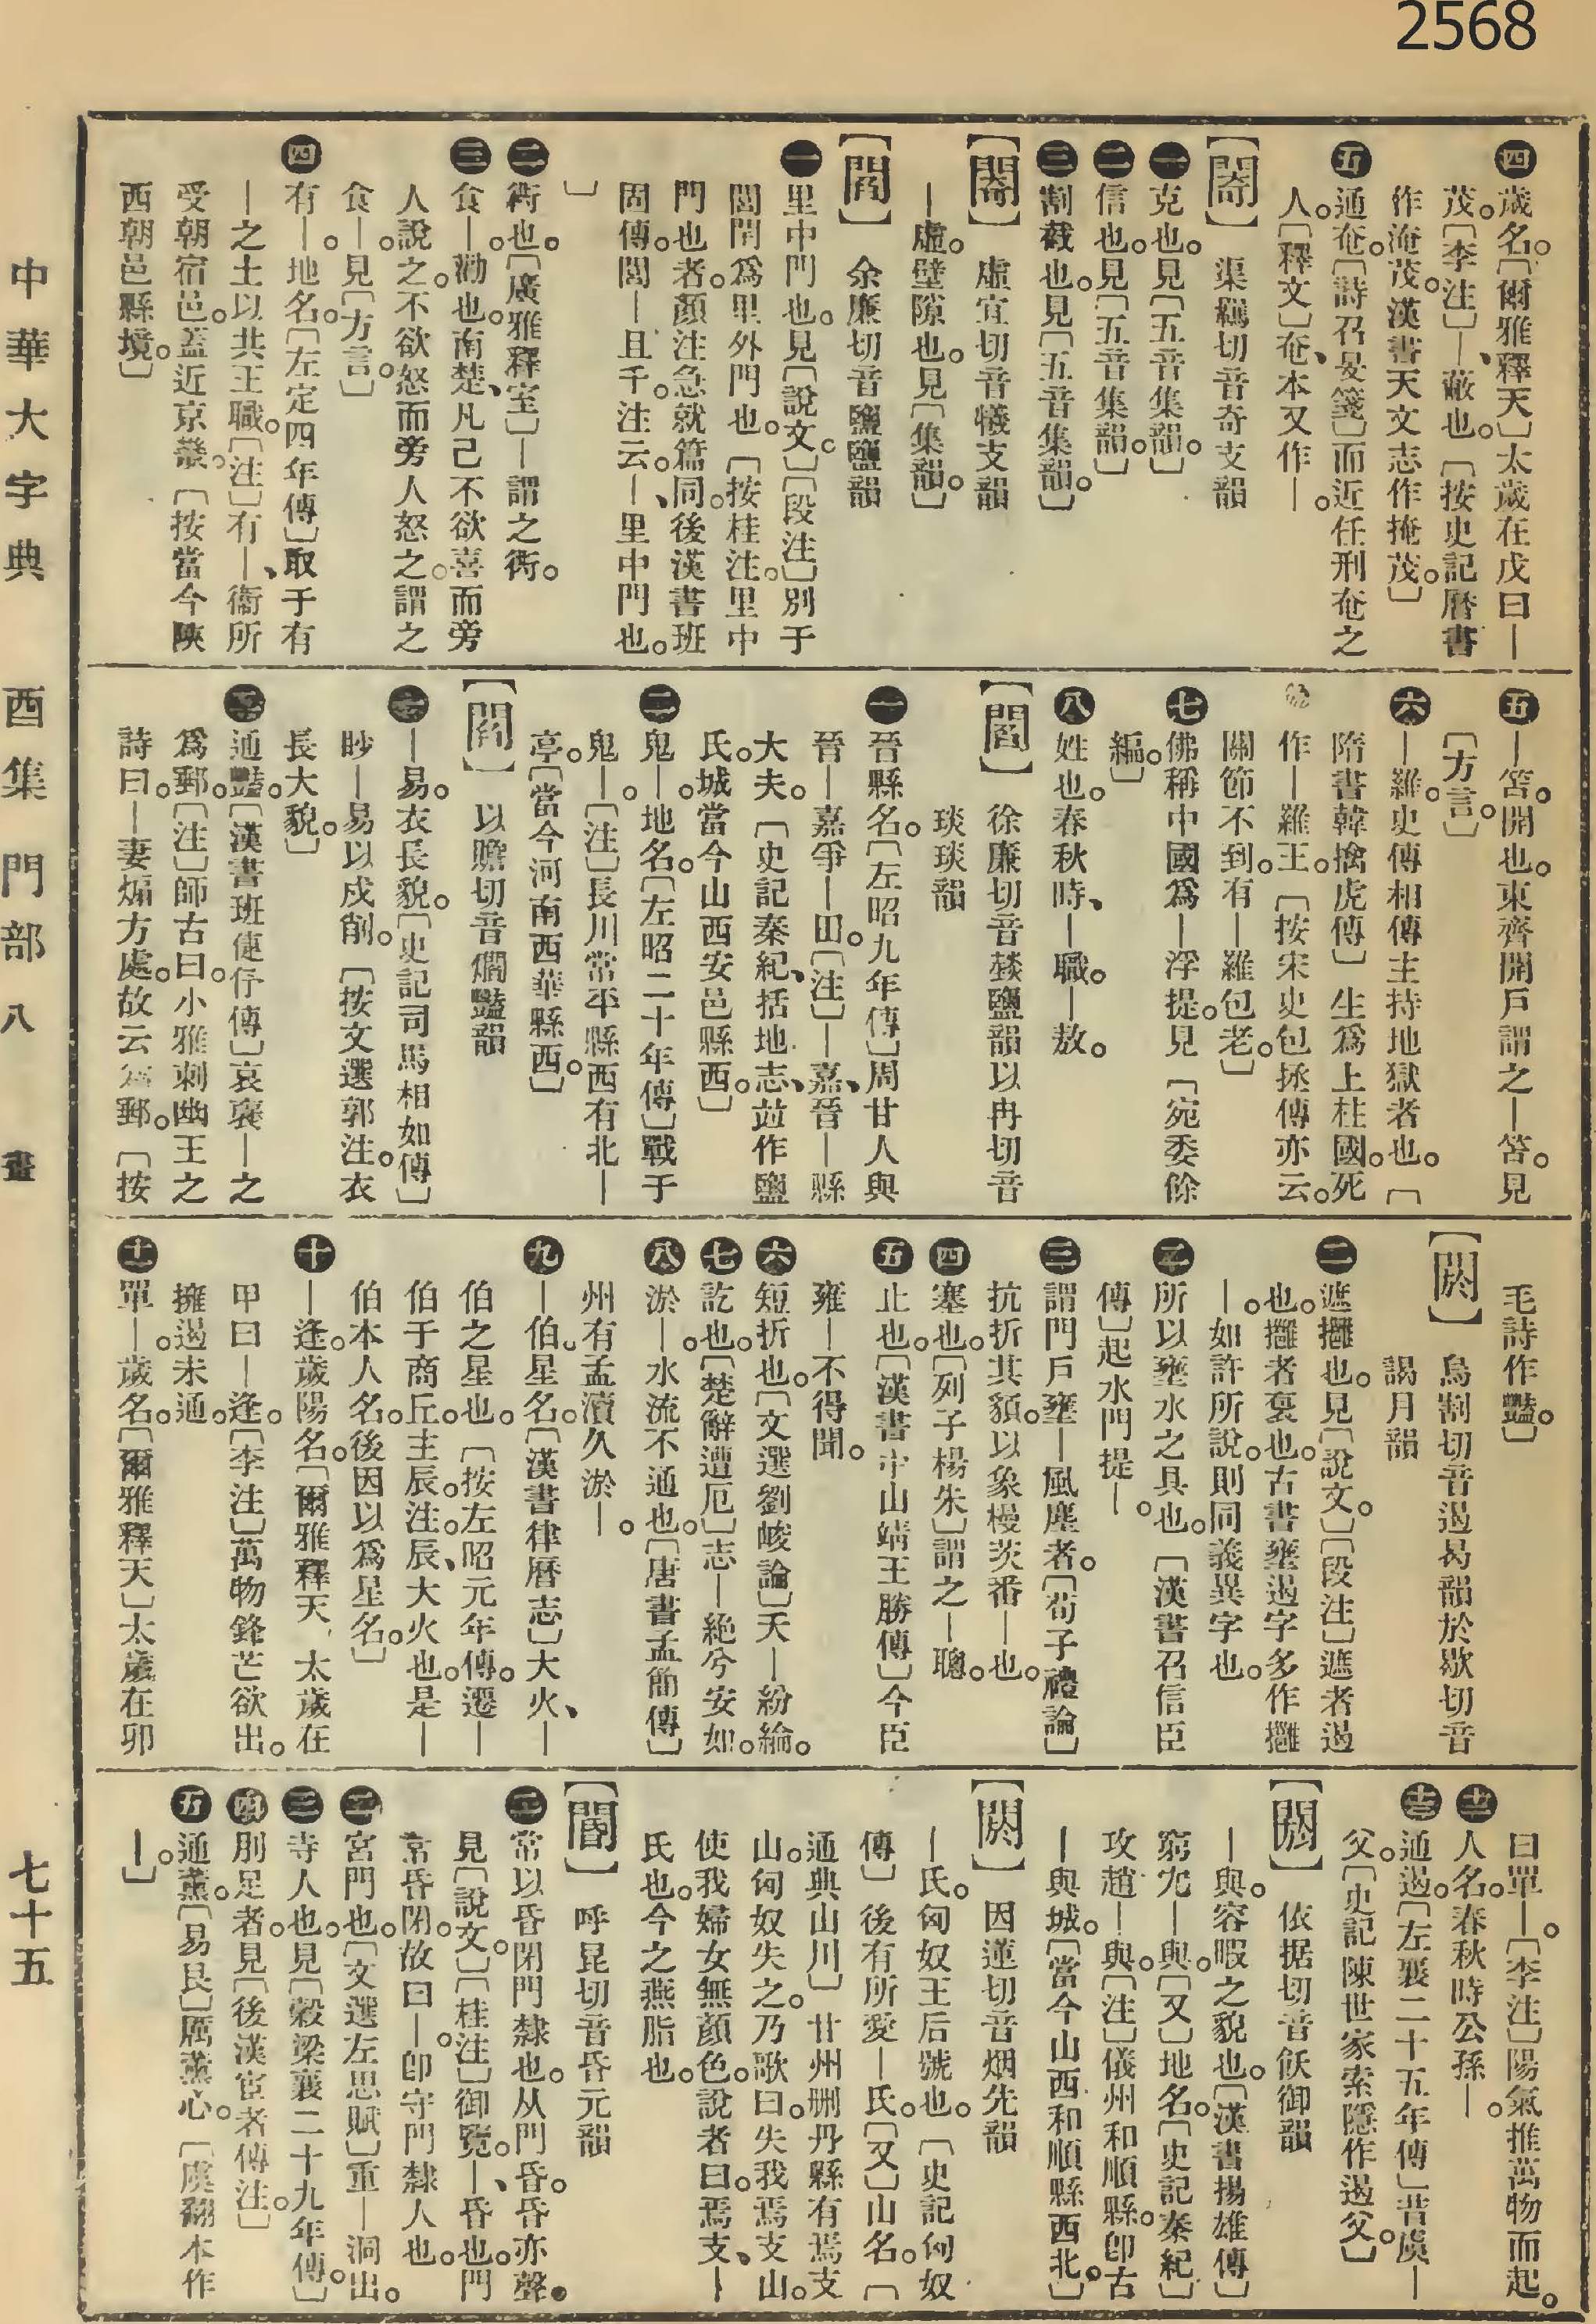 2568
四歲名。〔爾雅釋天〕太歲在戊曰—
茂。〔李注〕—、蔽也。〔按史記曆書
作淹茂。漢書天文志作掩茂。〕
五通奄。〔詩召旻箋〕而近任刑奄之
人。〔釋文〕奄、本又作—。
【䦧】渠羈切音奇支韻
一克也。見〔五音集韻。〕
二信也。見〔五音集韻。〕
三割截也。見〔五音集韻。〕
【䦧】虛宜切音犧支韻
—虛。壁隙也。見〔集韻。〕
【閻】余廉切音鹽鹽韻
一里中門也。見〔說文。〕〔段注〕別于
閭閈爲里外門也。〔按桂注。里中
門也者。顏注急就篇同。後漢書班
固傳。閭—且千。注云。—、里中門也。
〕
二衖也。〔廣雅釋室〕—謂之衖。
三食—。勸也。南楚、凡己不欲喜而旁
人說之。不欲怒而旁人怒之。謂之
食—。見〔方言。〕
四有—。地名。〔左定四年傳〕取于有
—之土以共王職。〔注〕有—、衞所
受朝宿邑。蓋近京畿。〔按當今陝
西朝邑縣境。〕
五—笘。開也。東齊開戶謂之—笘。見
〔方言。〕
六—羅。史傳相傳主持地獄者也。〔
隋書韓擒虎傳〕生爲上柱國。死
作—羅王。〔按宋史包拯傳亦云。
關節不到。有—羅包老。〕
七佛稱中國爲—浮提。見〔宛委餘
編。〕
八姓也。春秋時、—職。—敖。
【閻】徐廉切音燅鹽韻以冉切音
琰琰韻
一晉縣名。〔左昭九年傳〕周甘人與
晉—嘉爭—田。〔注〕—嘉、晉—縣
大夫。〔史記秦紀、括地志、竝作鹽
氏。城當今山西安邑縣西。〕
二鬼—。地名。〔左昭二十年傳〕戰于
鬼—。〔注〕長川常平縣西有北—
亭。〔當今河南西華縣西。〕
【閻】以贍切音爓豔韻
一—易。衣長貌。〔史記司馬相如傳〕
眇—易以戌削。〔按文選郭注。衣
長大貌。〕
二通豔。〔漢書班倢伃傳〕哀襃—之
爲郵。〔注〕師古曰。小雅刺幽王之
詩曰。—妻煽方處。故云爲郵。〔按
毛詩作豔。〕
【閼】烏割切音遏曷韻於歇切音
謁月韻
一遮攡也。見〔說文。〕〔段注〕遮者遏
也。攡者裒也。古書壅遏字多作攡
—。如許所說。則同義異字也。
二所以壅水之具也。〔漢書召信臣
傳〕起水門提—。
三謂門戶壅—風塵者。〔荀子禮論〕
抗折其䫉。以象槾茨番—也。
四塞也。〔列子楊朱〕謂之—聰。
五止也。〔漢書中山靖王勝傳〕今臣
雍—不得聞。
六短折也。〔文選劉峻論〕夭—紛綸。
七訖也。〔楚辭遭厄〕志—絕兮安如。
八淤—。水流不通也。〔唐書孟簡傳〕
州有孟瀆久淤—。
九—伯。星名。〔漢書律曆志〕大火、—
伯之星也。〔按左昭元年傳。遷—
伯于商丘。主辰。注。辰、大火也。是—
伯本人名。後因以爲星名。〕
十—逢。歲陽名。〔爾雅釋天〕太歲在
甲曰—逢。〔李注〕萬物鋒芒欲出。
擁遏未通。
十一單—。歲名。〔爾雅釋天〕太歲在卯
曰單—。〔李注〕陽氣推萬物而起。
十二人名。春秋時公孫—。
十三通遏。〔左襄二十五年傳〕昔虞—
父。〔史記陳世家索隱作遏父。〕
【閼】依据切音飫御韻
—與。容暇之貌也。〔漢書揚雄傳〕
窮冘—與。〔又〕地名。〔史記秦紀〕
攻趙—與。〔注〕儀州和順縣。卽古
—與城。〔當今山西和順縣西北。〕
【閼】因蓮切音烟先韻
—氏。匈奴王后號也。〔史記匈奴
傳〕後有所愛—氏。〔又〕山名。〔
通典山川〕甘州刪丹縣有焉支
山。匈奴失之。乃歌曰。失我焉支山。
使我婦女無顏色。說者曰。焉支、—
氏也。今之燕脂也。
【閽】呼昆切音昏元韻
一常以昏閉門隸也。从門昏。昏亦聲。
見〔說文。〕〔桂注〕御覽。—、昏也。門
常昏閉。故曰—。卽守門隸人也。
二宮門也。〔文選左思賦〕重—洞出。
三寺人也。見〔穀梁襄二十九年傳。〕
四刖足者。見〔後漢宦者傳注。〕
五通薰。〔易艮〕厲薰心。〔虞翻本作
—。〕
中華大字典　酉集　門部　八畫　七十五